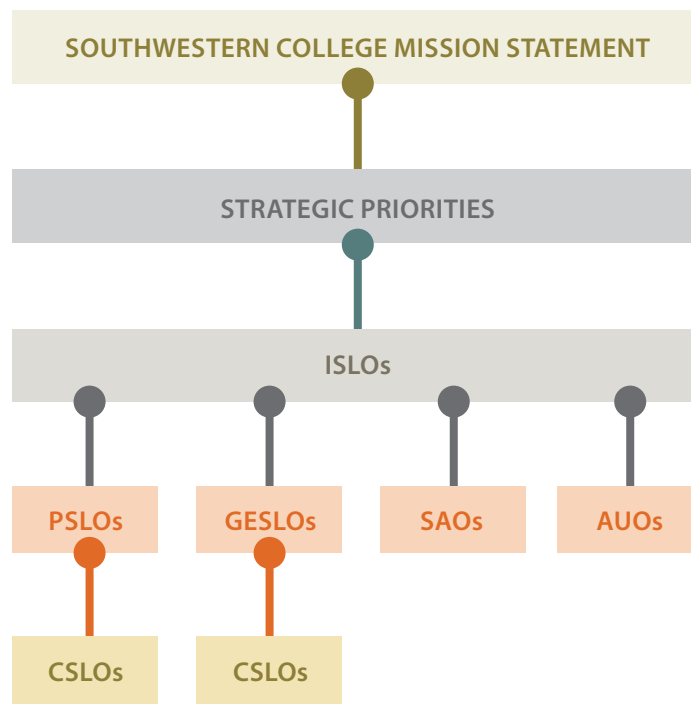 SOUTHWESTERN COLLEGE MISSION STATEMENT
STRATEGIC PRIORITIES
ISLOs
PSLOs
GESLOs
SAOs
AUOs
CSLOs
CSLOs